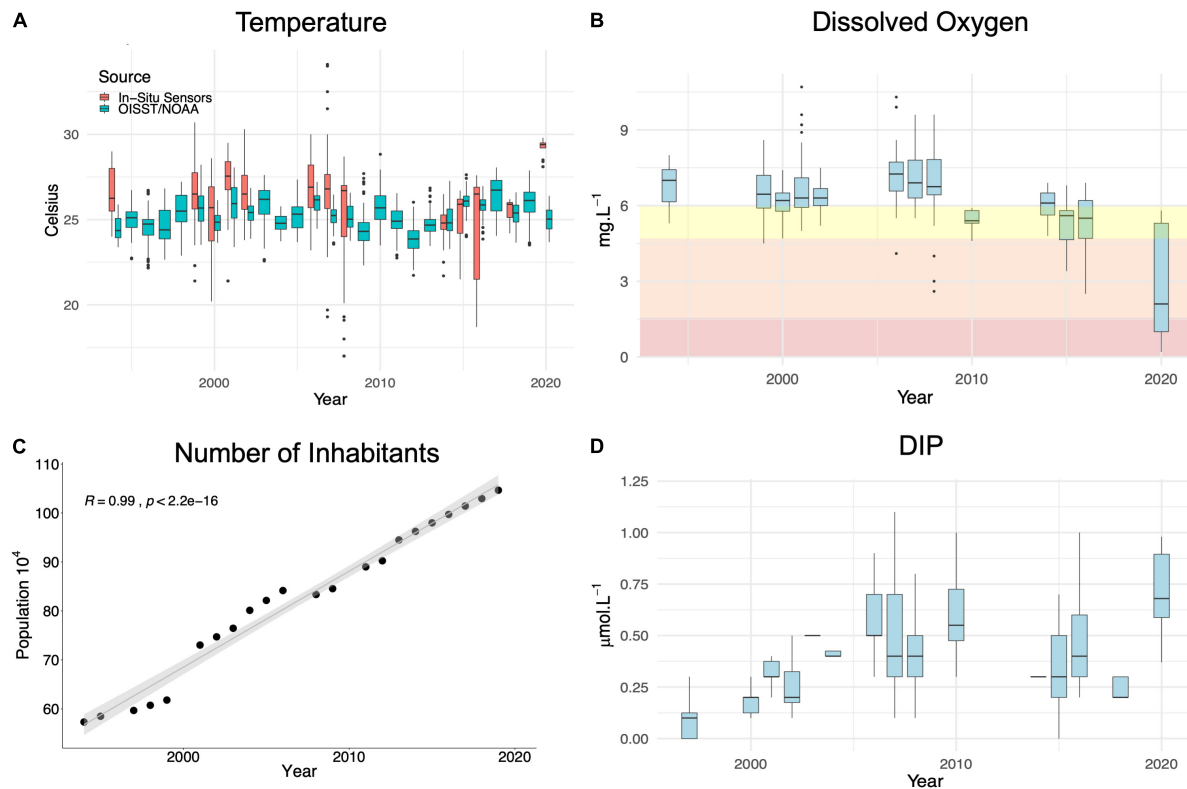 A
Temperature
Source
In-Situ Sensors
OISST/NOAA
30
25
20
Celsius
2000
2010
2020
Year
B
Dissolved Oxygen
9
6
3
0
mg.L⁻¹
2000
2010
2020
Year
C
Number of Inhabitants
R = 0.99 , p < 2.2e-16
110
100
90
80
70
60
Population 10⁴
2000
2010
2020
Year
D
DIP
1.25
1.00
0.75
0.50
0.25
0.00
µmol.L⁻¹
2000
2010
2020
Year